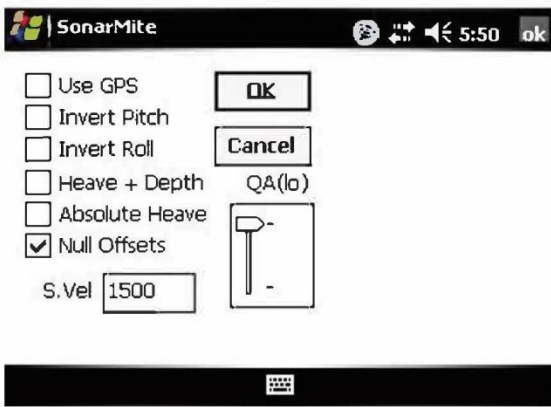 SonarMite 5:50 ok
Use GPS OK
Invert Pitch
Invert Roll Cancel
Heave + Depth QA(lo)
Absolute Heave
Null Offsets
S.Vel 1500